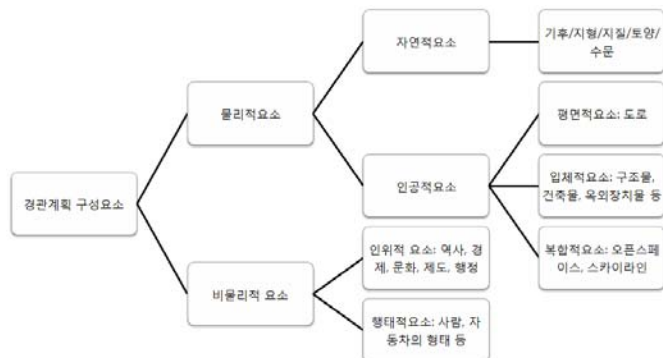 자연적요소
기후/지형/지질/토양/
수문
물리적요소
평면적요소: 도로
인공적요소
입체적요소: 구조물,
건축물, 옥외장치물 등
경관계획 구성요소
복합적요소: 오픈스페
이스, 스카이라인
인위적 요소: 역사, 경
제, 문화, 제도, 행정
비물리적 요소
행태적요소: 사람, 자
동차의 형태 등